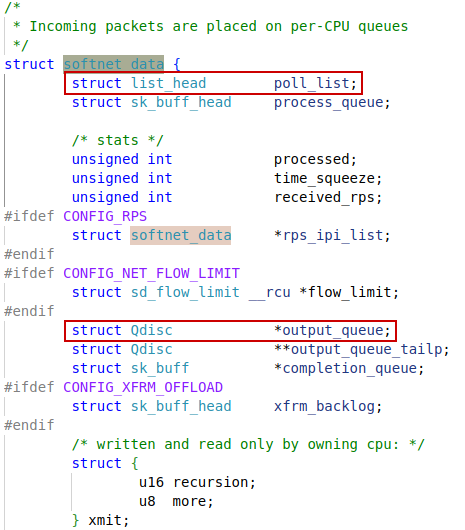 /*
 * Incoming packets are placed on per-CPU queues
 */
struct softnet_data {
        struct list_head        poll_list;
        struct sk_buff_head     process_queue;

        /* stats */
        unsigned int            processed;
        unsigned int            time_squeeze;
        unsigned int            received_rps;
#ifdef CONFIG_RPS
        struct softnet_data     *rps_ipi_list;
#endif
#ifdef CONFIG_NET_FLOW_LIMIT
        struct sd_flow_limit __rcu *flow_limit;
#endif
        struct Qdisc            *output_queue;
        struct Qdisc            **output_queue_tailp;
        struct sk_buff          *completion_queue;
#ifdef CONFIG_XFRM_OFFLOAD
        struct sk_buff_head     xfrm_backlog;
#endif
        /* written and read only by owning cpu: */
        struct {
                u16 recursion;
                u8  more;
        } xmit;